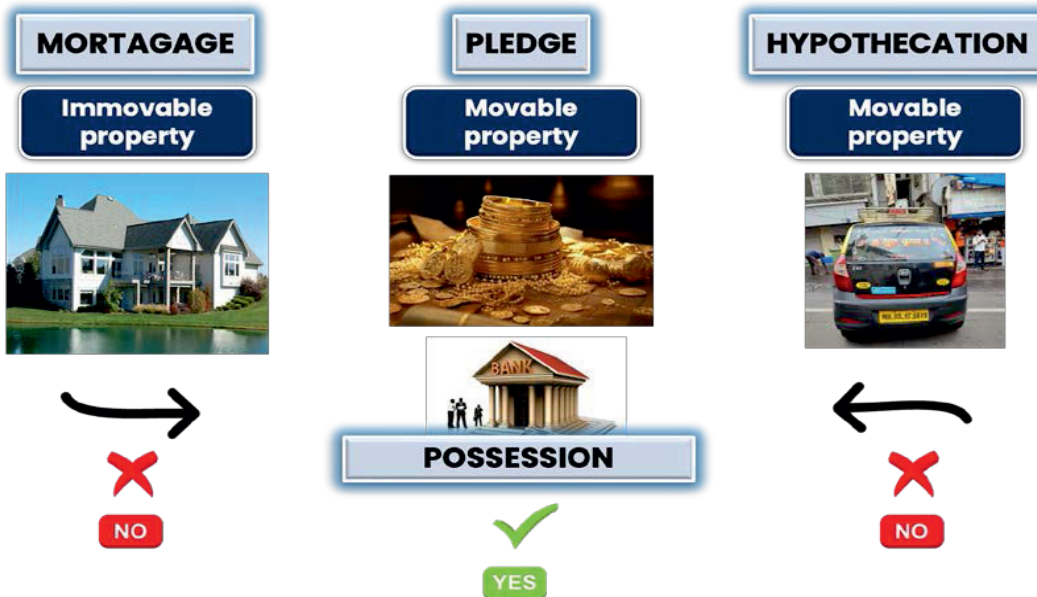 MORTAGAGE
PLEDGE
HYPOTHECATION
Immovable
property
Movable
property
Movable
property
BANK
POSSESSION
NO
YES
NO